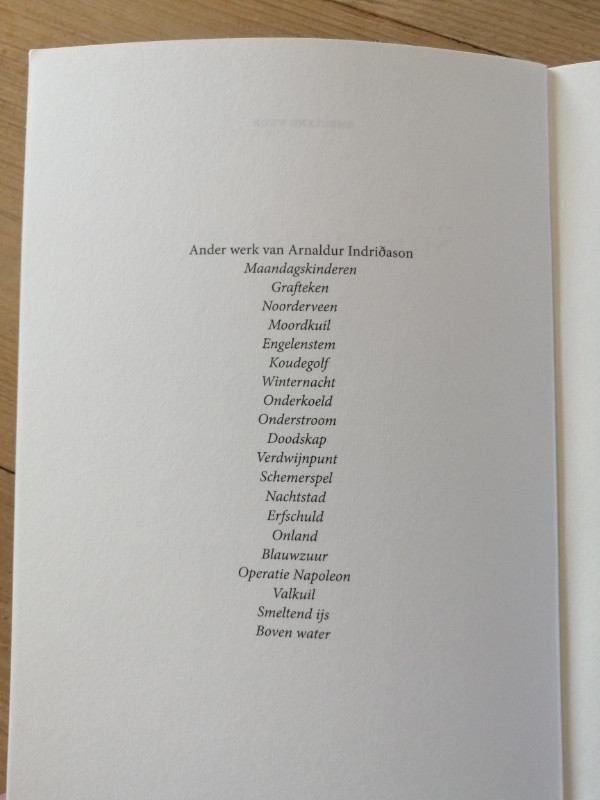 Ander werk van Arnaldur Indriðason
Maandagskinderen
Grafteken
Noorderveen
Moordkuil
Engelenstem
Koudegolf
Winternacht
Onderkoeld
Onderstroom
Doodskap
Verdwijnpunt
Schemerspel
Nachtstad
Erfschuld
Onland
Blauwzuur
Operatie Napoleon
Valkuil
Smeltend ijs
Boven water